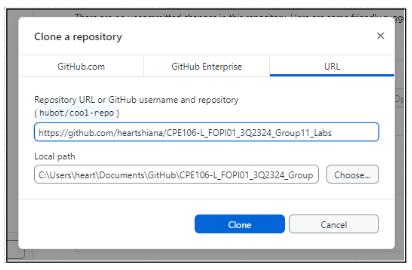 There are no uncommitted changes in this repository. Here are some friendly
Clone a repository
GitHub.com
GitHub Enterprise
URL
Repository URL or GitHub username and repository
(hubot/cool-repo)
https://github.com/heartshiana/CPE106-L_FOPI01_3Q2324_Group11_Labs
Local path
C:\Users\heart\Documents\GitHub\CPE106-L_FOPI01_3Q2324_Group
Choose...
Clone
Cancel